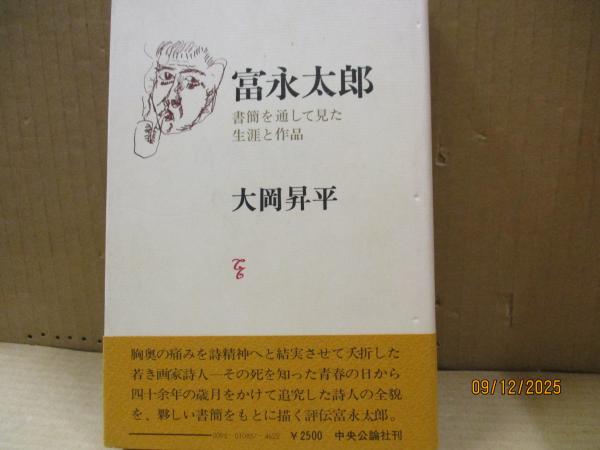 富永太郎
書簡を通して見た
生涯と作品
大岡昇平
胸奥の痛みを詩精神へと結実させて夭折した
若き画家詩人―その死を知った青春の日から
四十余年の歳月をかけて追究した詩人の全貌
を、夥しい書簡をもとに描く評伝富永太郎。
¥2500 中央公論社刊
09/12/2025